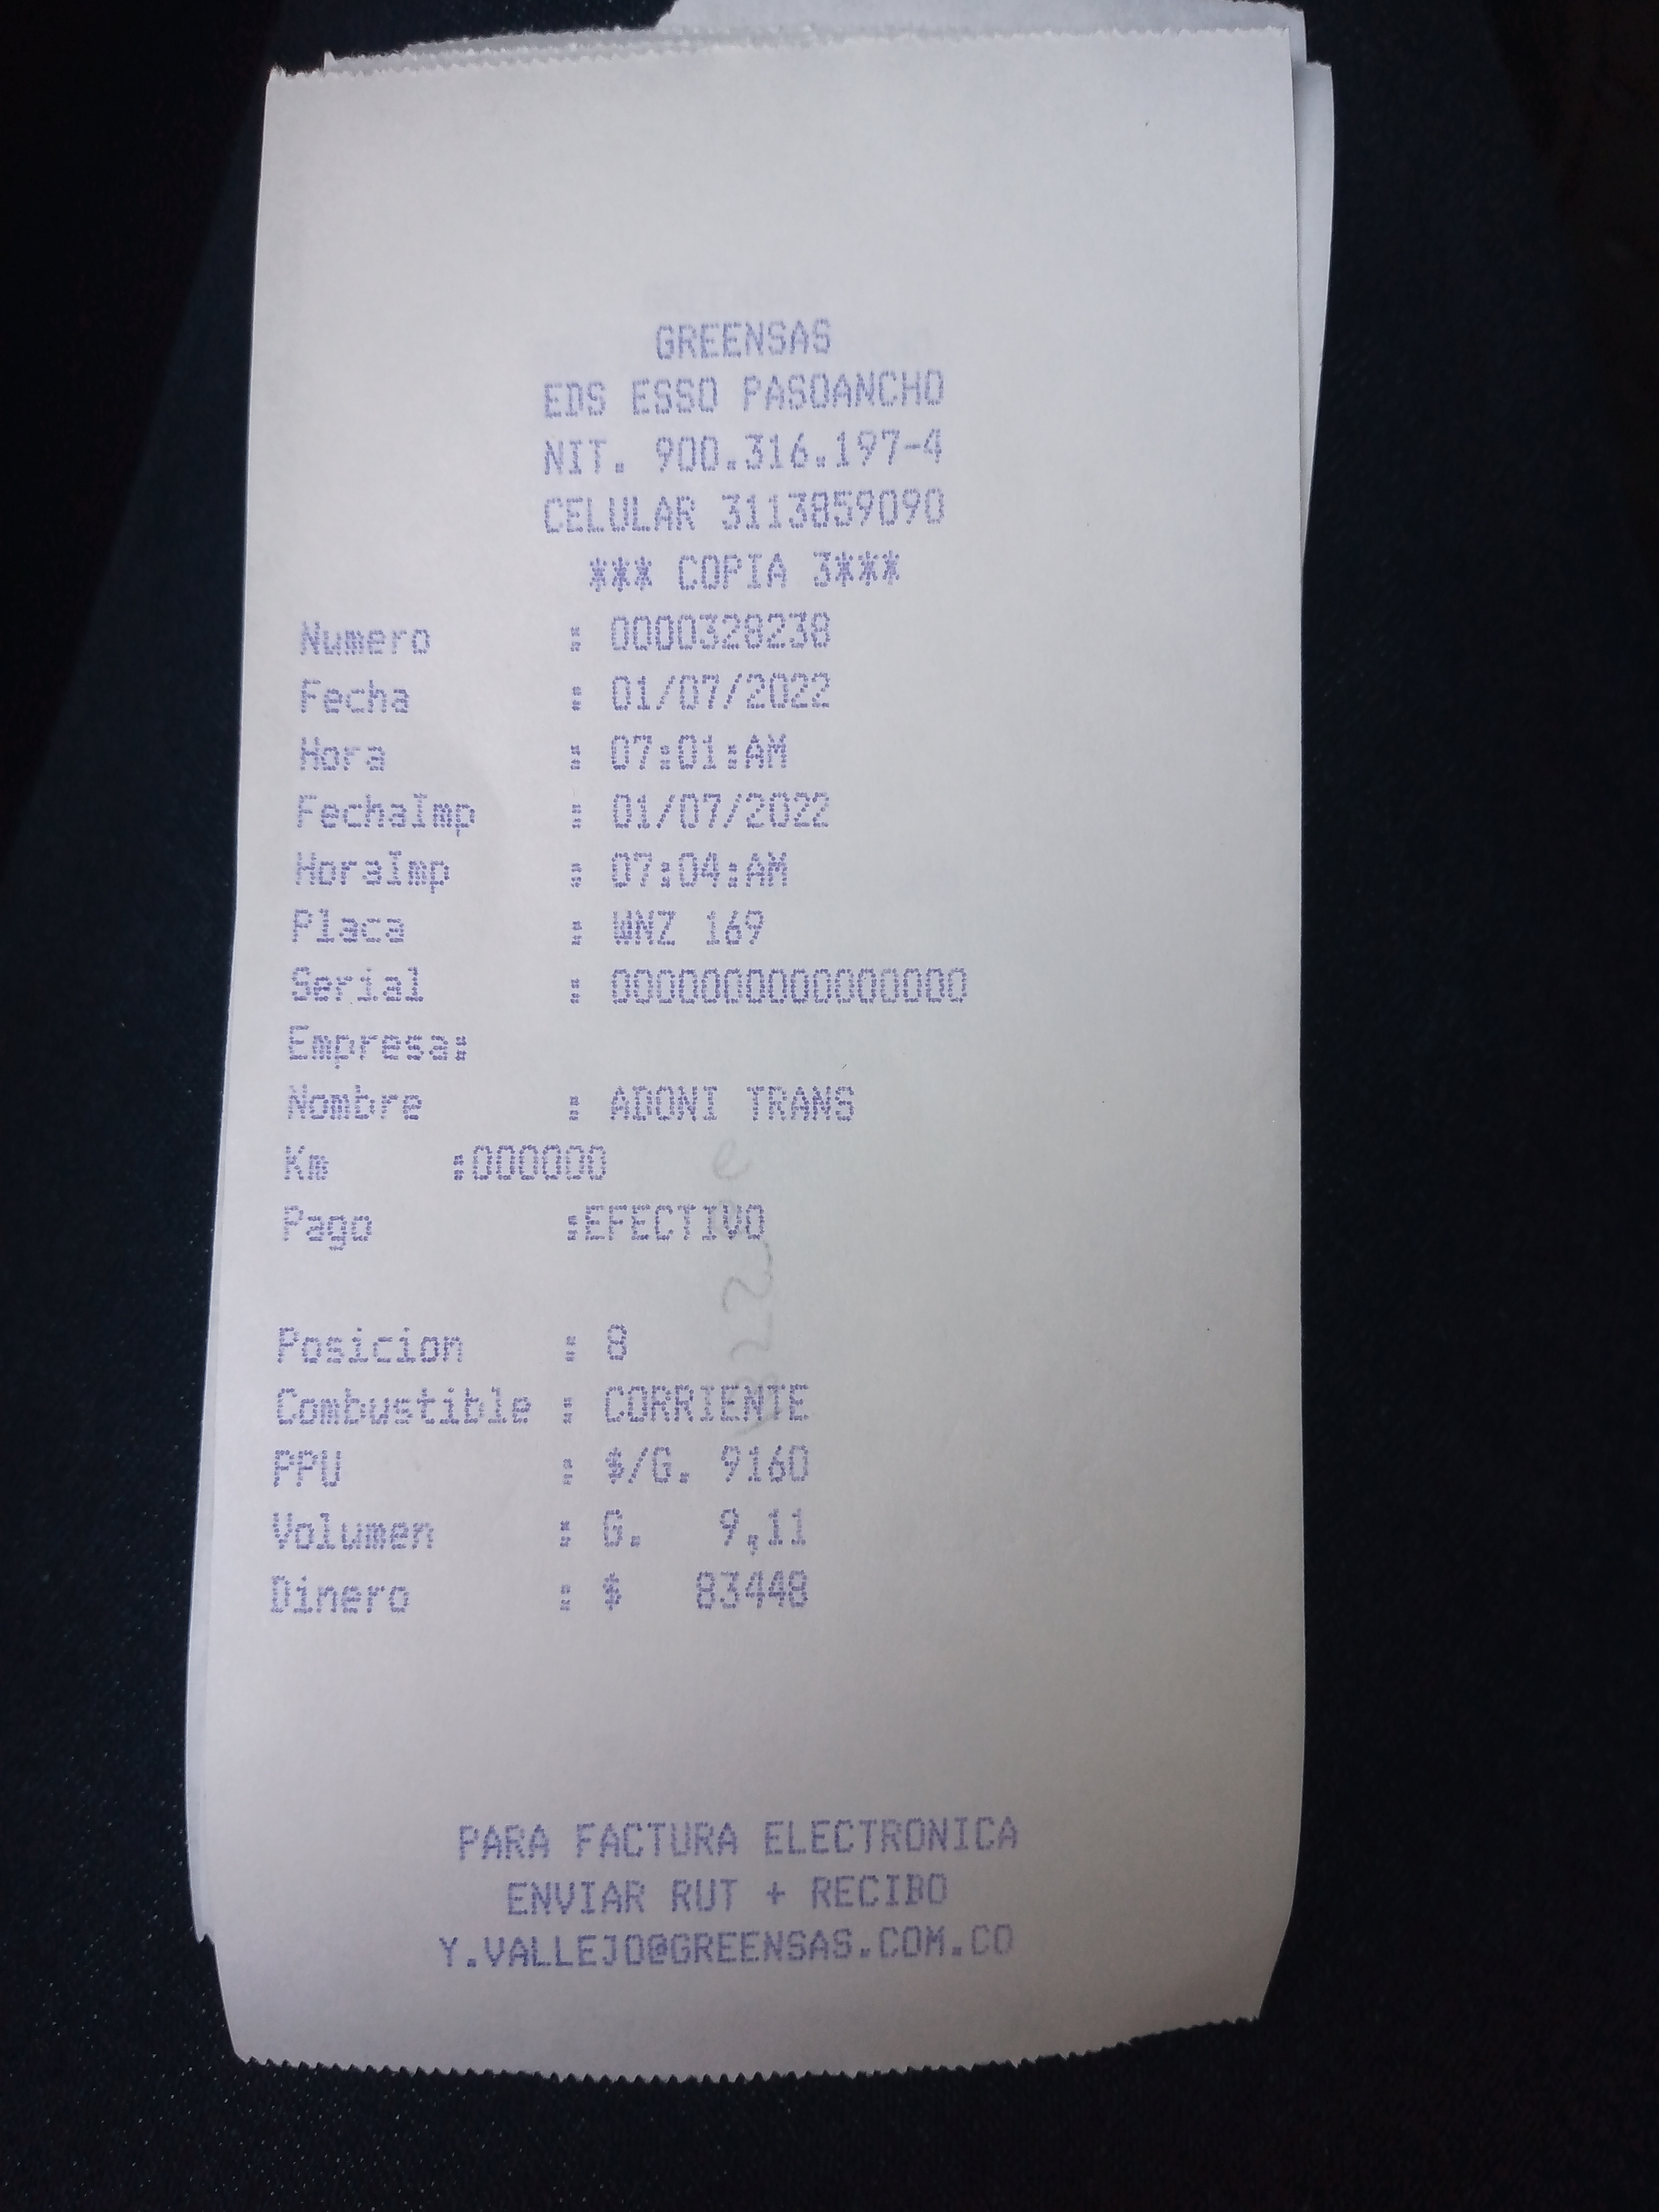 GREENSAS
EDS ESSO PASOANCHO
NIT. 900.316.197-4
CELULAR 3113859090
*** COPIA 3***
Numero : 0000328238
Fecha : 01/07/2022
Hora : 07:01:AM
FechaImp : 01/07/2022
HoraImp : 07:04:AM
Placa : 169
Serial : 0000000000000000
Empresa:
Nombre : TRANS
Km :000000
Pago :EFECTIVO
Posicion : 8
Combustible : CORRIENTE
PPU : $/G. 9160
Volumen : G. 9,11
Dinero : $ 83448
PARA FACTURA ELECTRONICA
ENVIAR RUT + RECIBO
Y.VALLEJO@GREENSAS.COM.CO